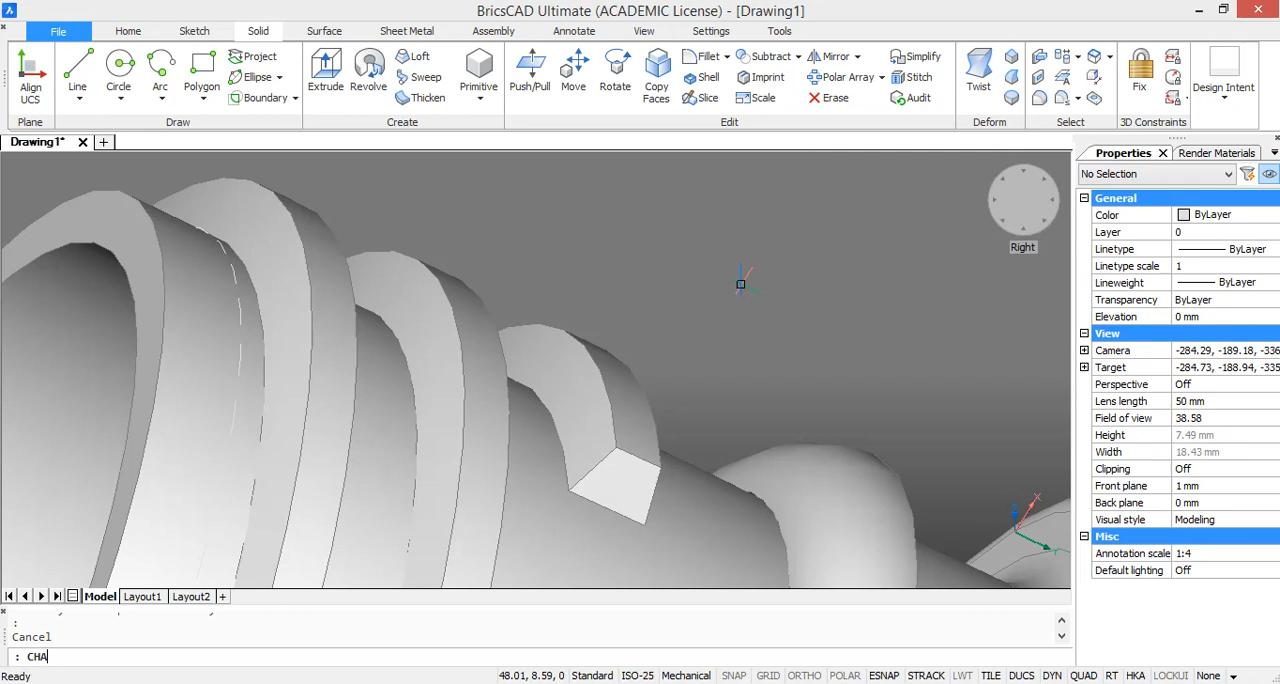 BricsCAD Ultimate (ACADEMIC License) - [Drawing1]
File Home Sketch Solid Surface Sheet Metal Assembly Annotate View Settings Tools
Align UCS
Line
Circle
Arc
Polygon
Project
Ellipse
Boundary
Extrude
Revolve
Loft
Sweep
Thicken
Primitive
Push/Pull
Move
Rotate
Copy Faces
Fillet
Shell
Slice
Subtract
Imprint
Scale
Mirror
Polar Array
Erase
Simplify
Stitch
Audit
Twist
Fix
Design Intent
Plane Draw Create Edit Deform Select 3D Constraints
Drawing1*
Properties Render Materials
No Selection
General
Color ByLayer
Layer 0
Linetype ByLayer
Linetype scale 1
Lineweight ByLayer
Transparency ByLayer
Elevation 0 mm
View
Camera -284.29, -189.18, -336
Target -284.73, -188.94, -335
Perspective Off
Lens length 50 mm
Field of view 38.58
Height 7.49 mm
Width 18.43 mm
Clipping Off
Front plane 1 mm
Back plane 0 mm
Visual style Modeling
Misc
Annotation scale 1:4
Default lighting Off
Right
X
Model Layout1 Layout2
:
Cancel
: CHA
Ready 48.01, 8.59, 0 Standard ISO-25 Mechanical SNAP GRID ORTHO POLAR ESNAP STRACK LWT TILE DUCS DYN QUAD RT HKA LOCKUI None